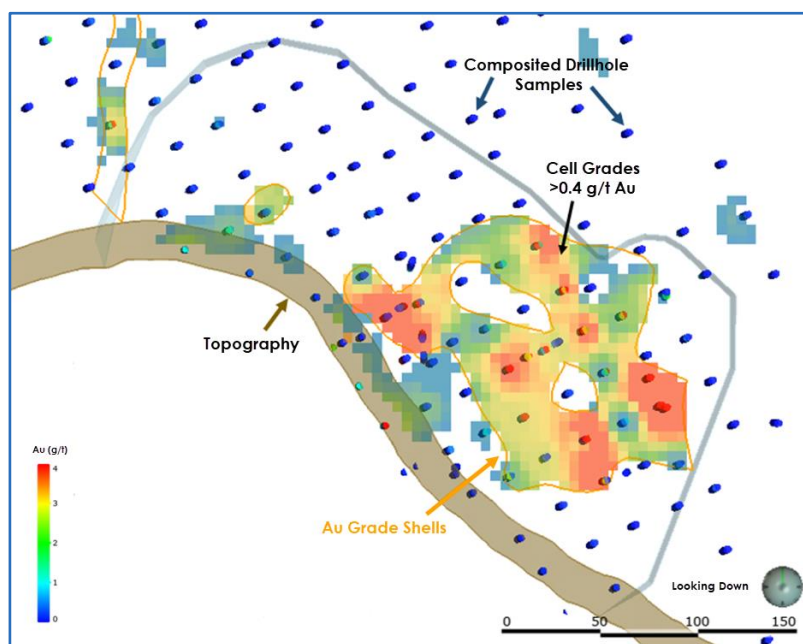 Composited Drillhole
Samples
Cell Grades
>0.4 g/t Au
Topography
Au (g/t)
4
3
2
1
0
Au Grade Shells
Looking Down
0 50 100 150